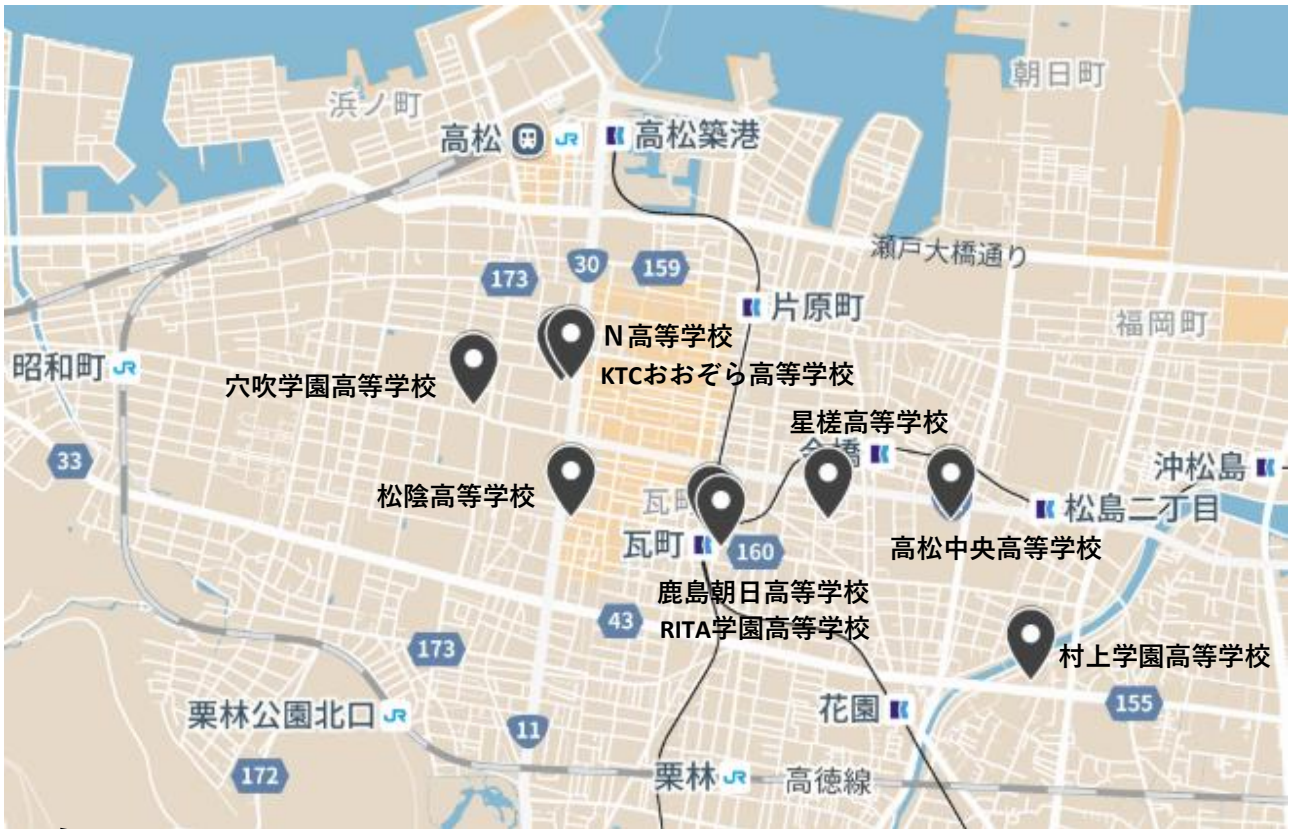 朝日町
浜ノ町
高松
JR
高松築港
瀬戸大橋通り
30
159
173
片原町
福岡町
N高等学校
昭和町
JR
KTCおおぞら高等学校
穴吹学園高等学校
星槎高等学校
33
沖松島
松陰高等学校
松島二丁目
瓦町
160
高松中央高等学校
鹿島朝日高等学校
43
RITA学園高等学校
173
村上学園高等学校
155
花園
栗林公園北口
JR
11
172
栗林
JR
高徳線